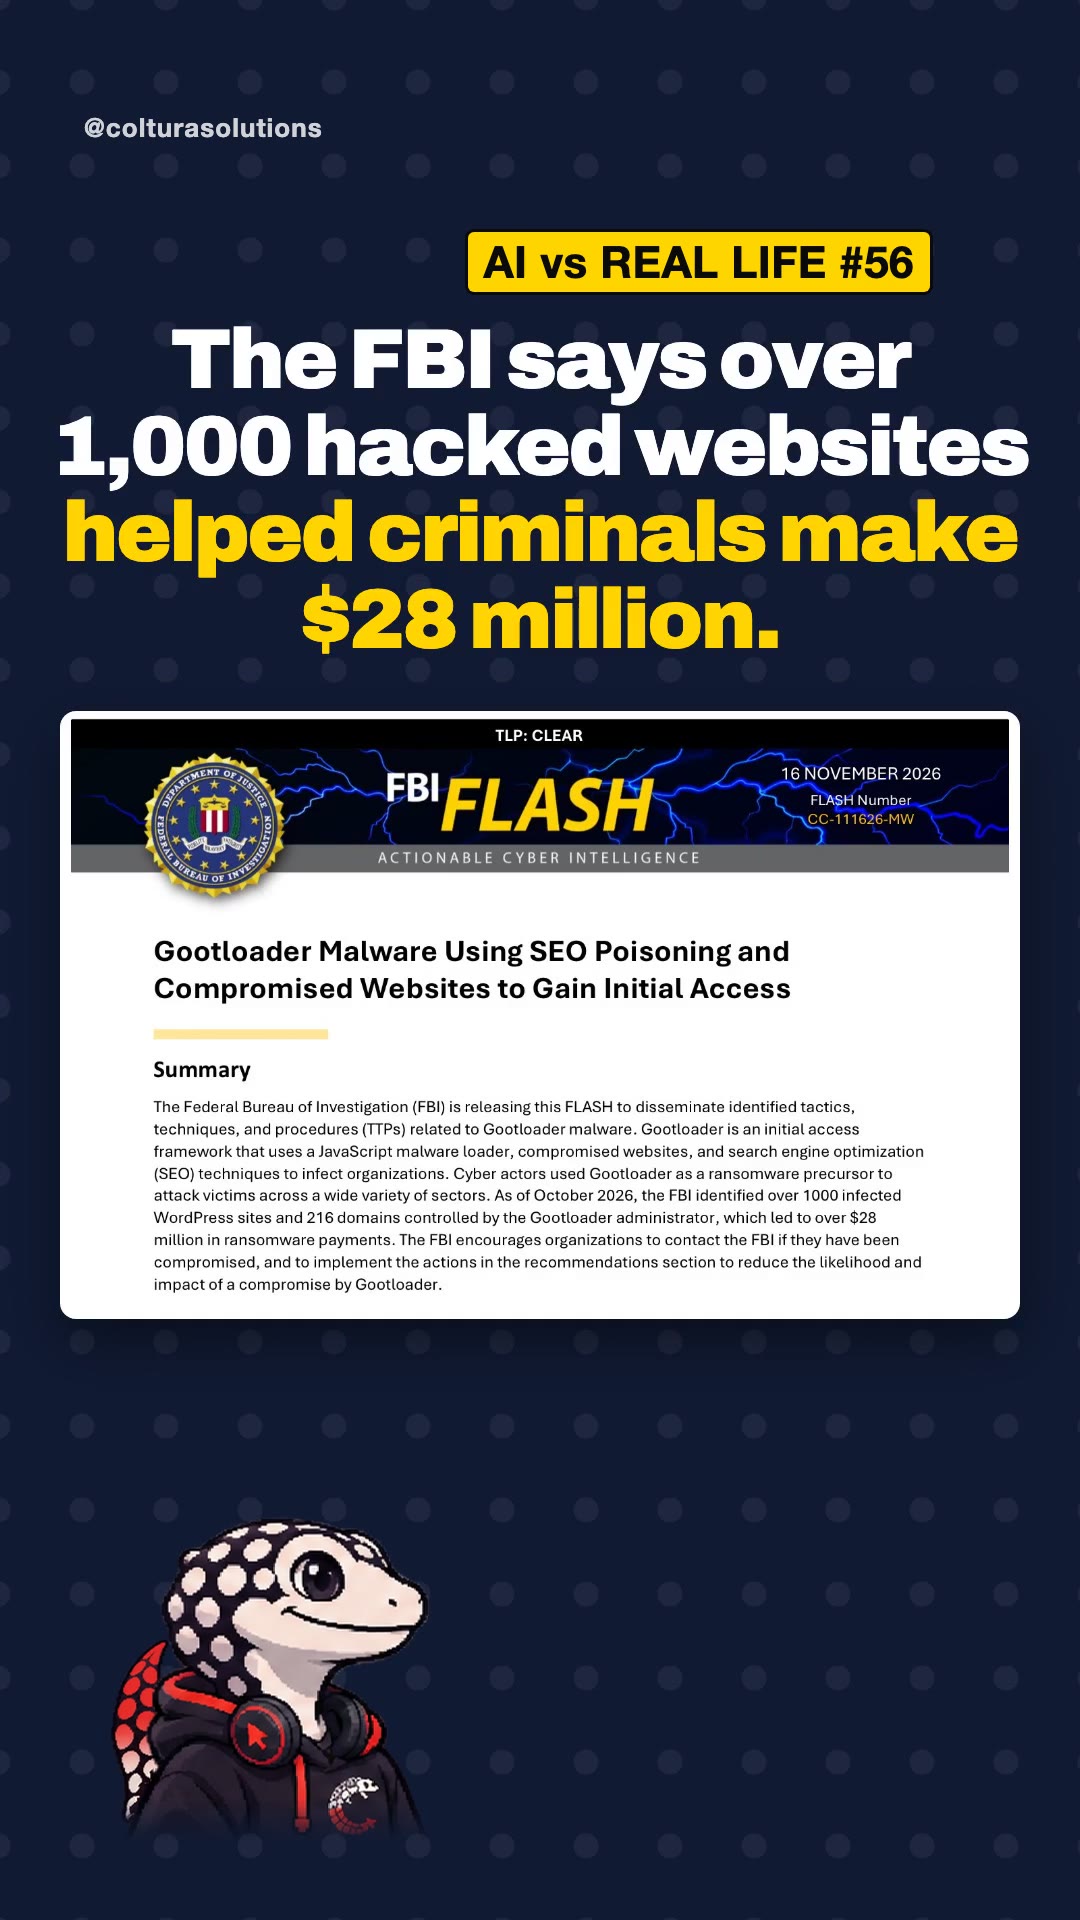 @colturasolutions
AI vs REAL LIFE #56
The FBI says over
1,000 hacked websites
helped criminals make
$28 million.
TLP: CLEAR
16 NOVEMBER 2026
FBI FLASH
FLASH Number
CC-111626-MW
ACTIONABLE CYBER INTELLIGENCE
DEPARTMENT OF JUSTICE
FEDERAL BUREAU OF INVESTIGATION
Gootloader Malware Using SEO Poisoning and
Compromised Websites to Gain Initial Access
Summary
The Federal Bureau of Investigation (FBI) is releasing this FLASH to disseminate identified tactics,
techniques, and procedures (TTPs) related to Gootloader malware. Gootloader is an initial access
framework that uses a JavaScript malware loader, compromised websites, and search engine optimization
(SEO) techniques to infect organizations. Cyber actors used Gootloader as a ransomware precursor to
attack victims across a wide variety of sectors. As of October 2026, the FBI identified over 1000 infected
WordPress sites and 216 domains controlled by the Gootloader administrator, which led to over $28
million in ransomware payments. The FBI encourages organizations to contact the FBI if they have been
compromised, and to implement the actions in the recommendations section to reduce the likelihood and
impact of a compromise by Gootloader.